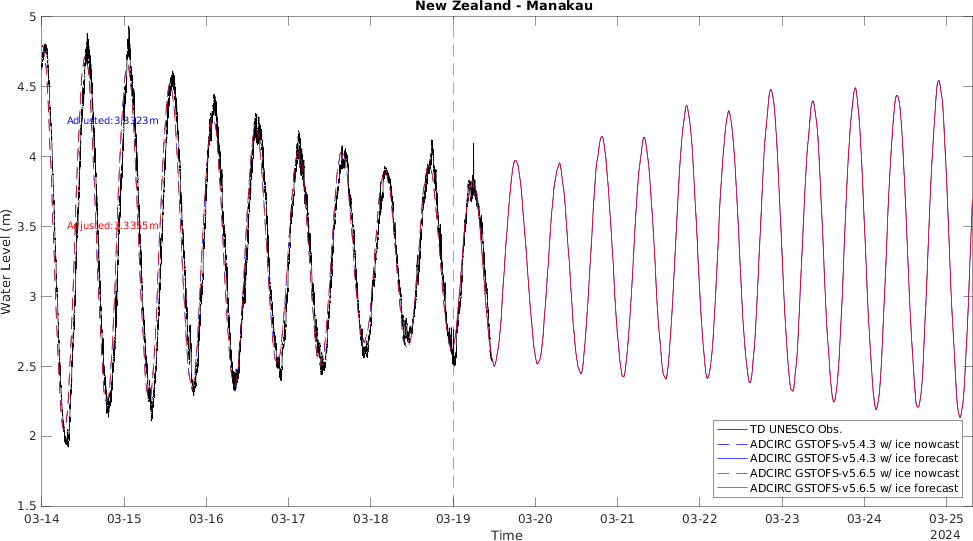 New Zealand - Manakau
5
4.5
4
3.5
3
2.5
2
1.5
Water Level (m)
Adjusted:3.3323m
Adjusted:3.3355m
TD UNESCO Obs.
ADCIRC GSTOFS-v5.4.3 w/ ice nowcast
ADCIRC GSTOFS-v5.4.3 w/ ice forecast
ADCIRC GSTOFS-v5.6.5 w/ ice nowcast
ADCIRC GSTOFS-v5.6.5 w/ ice forecast
03-14 03-15 03-16 03-17 03-18 03-19 03-20 03-21 03-22 03-23 03-24 03-25
2024
Time